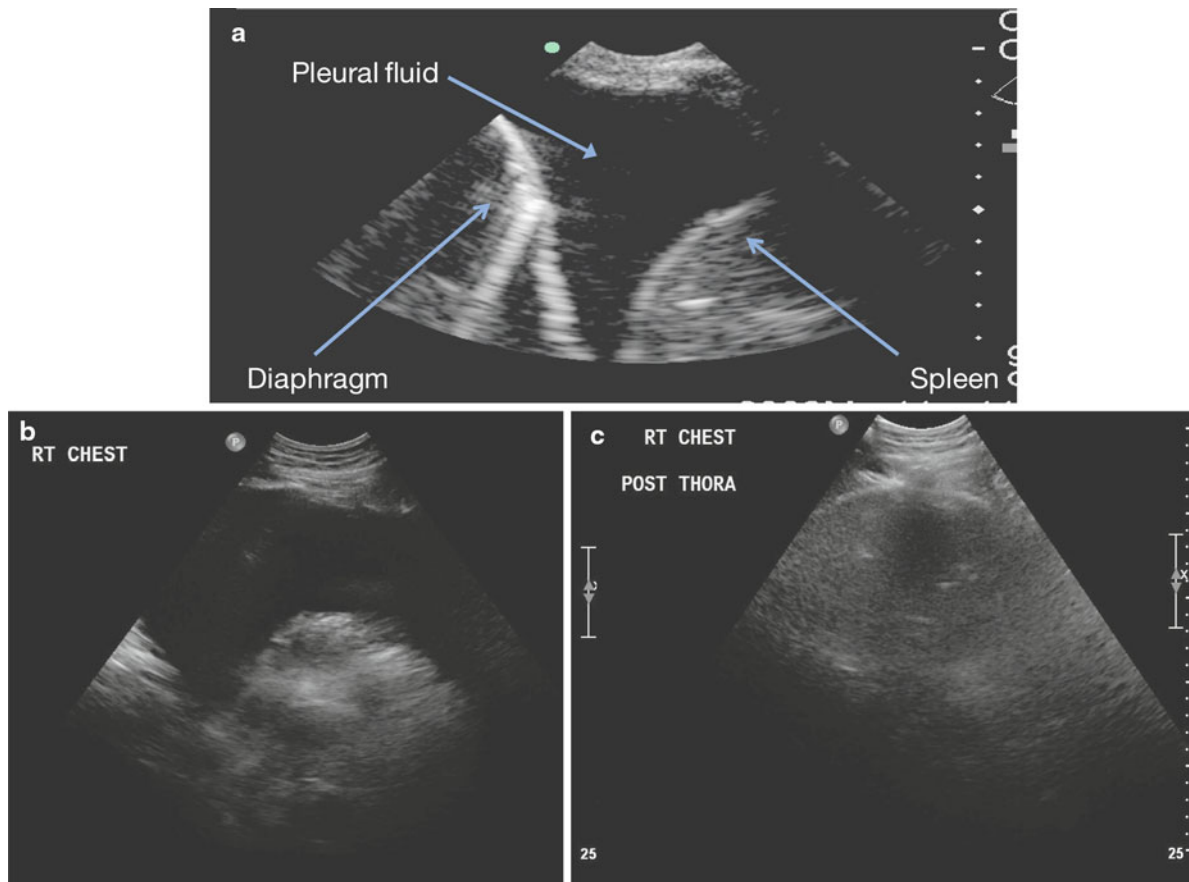 a
Pleural fluid
Diaphragm
Spleen
b
P
RT CHEST
25
c
P
RT CHEST
POST THORA
X
25